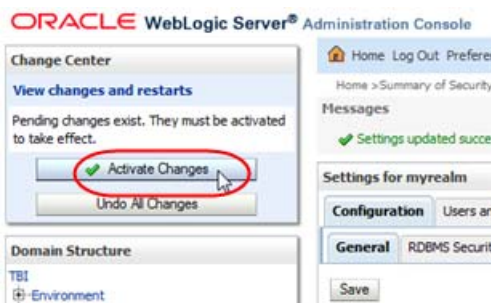 ORACLE WebLogic Server® Administration Console
Change Center
View changes and restarts
Pending changes exist. They must be activated
to take effect.
Activate Changes
Undo All Changes
Domain Structure
TBI
Environment
Home Log Out
Home >Summary of Security
Messages
Settings updated
Settings for myrealm
Configuration Users
General RDBMS
Save